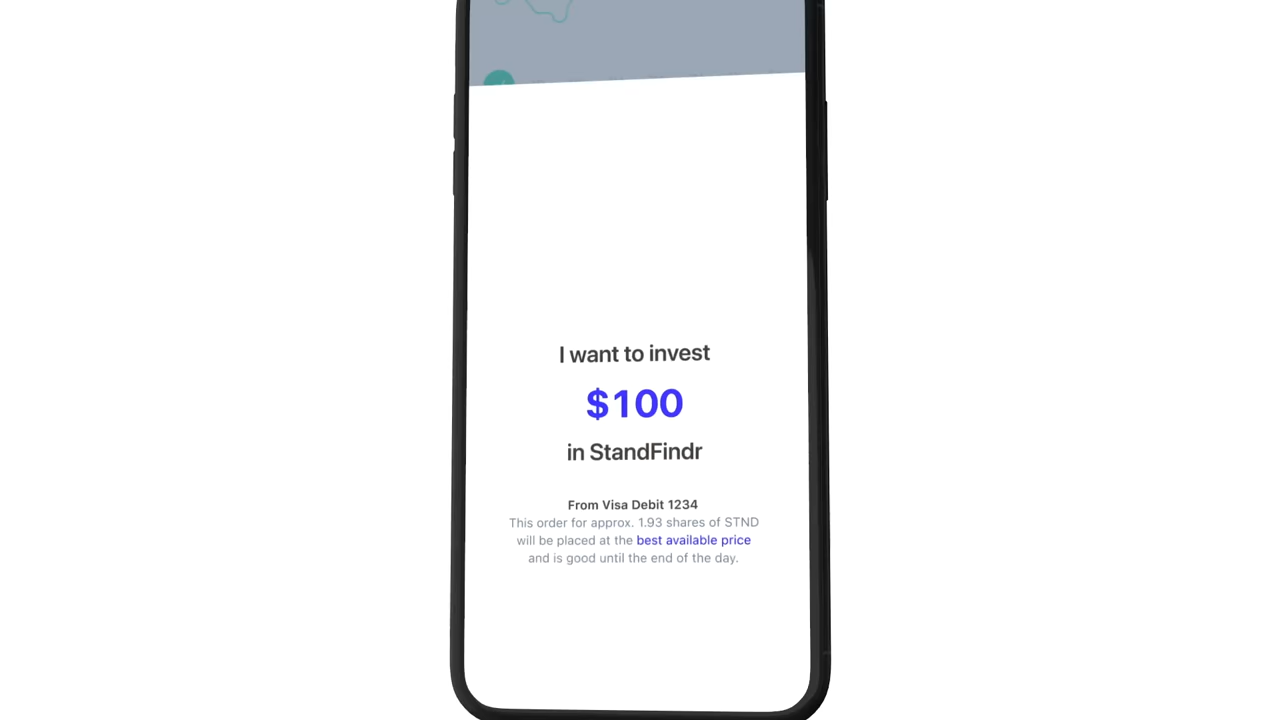 I want to invest
$100
in StandFindr
From Visa Debit 1234
This order for approx. 1.93 shares of STND
will be placed at the best available price
and is good until the end of the day.